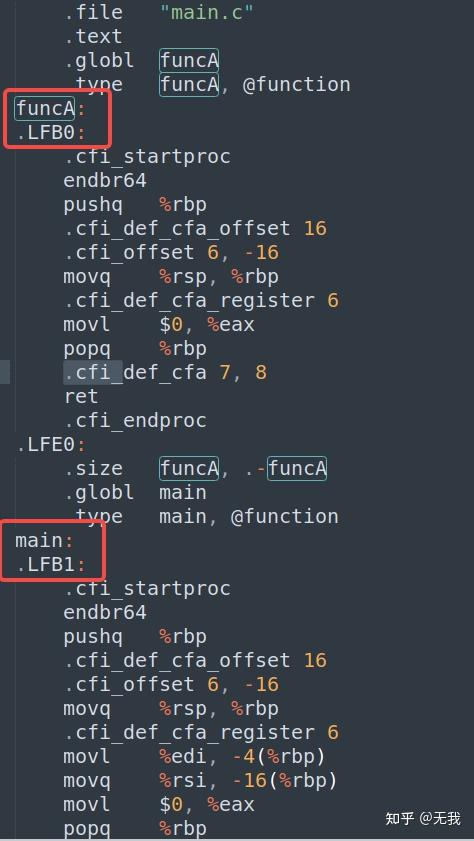 .file "main.c"
.text
.globl funcA
.type funcA, @function
funcA:
.LFB0:
.cfi_startproc
endbr64
pushq %rbp
.cfi_def_cfa_offset 16
.cfi_offset 6, -16
movq %rsp, %rbp
.cfi_def_cfa_register 6
movl $0, %eax
popq %rbp
.cfi_def_cfa 7, 8
ret
.cfi_endproc
.LFE0:
.size funcA, .-funcA
.globl main
.type main, @function
main:
.LFB1:
.cfi_startproc
endbr64
pushq %rbp
.cfi_def_cfa_offset 16
.cfi_offset 6, -16
movq %rsp, %rbp
.cfi_def_cfa_register 6
movl %edi, -4(%rbp)
movq %rsi, -16(%rbp)
movl $0, %eax
popq %rbp
知乎 @无我